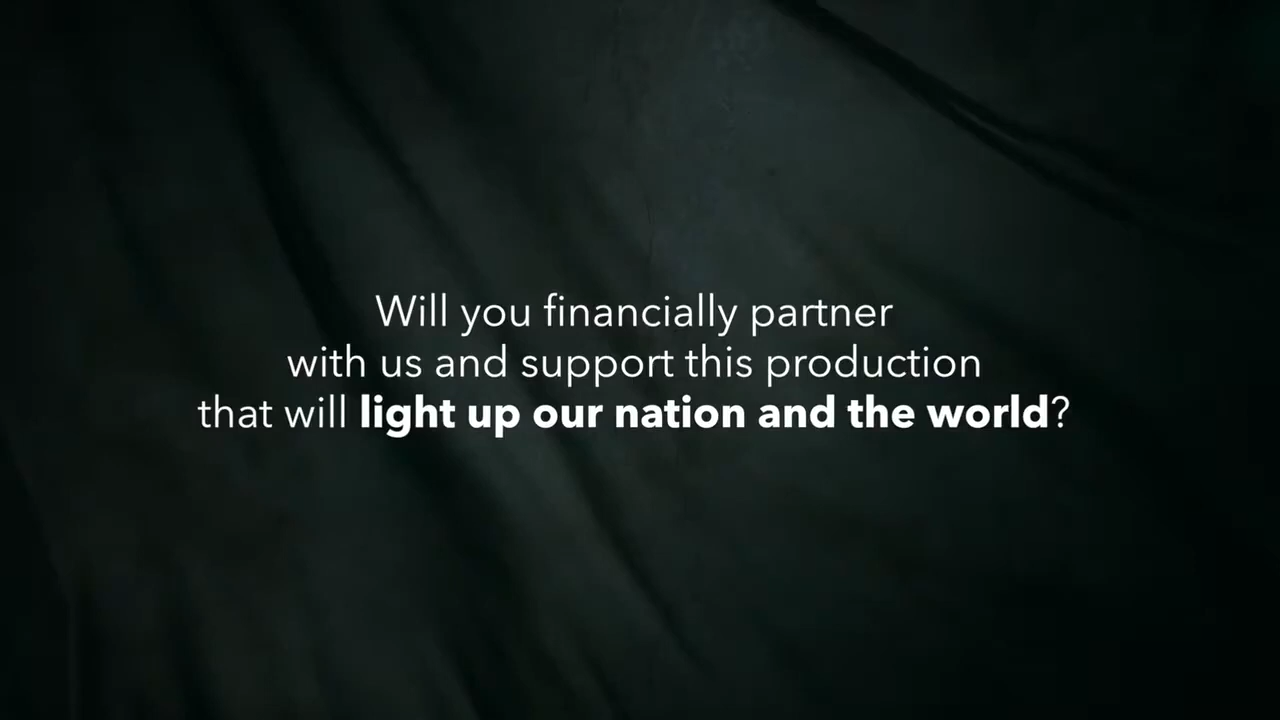 Will you financially partner
with us and support this production
that will light up our nation and the world?